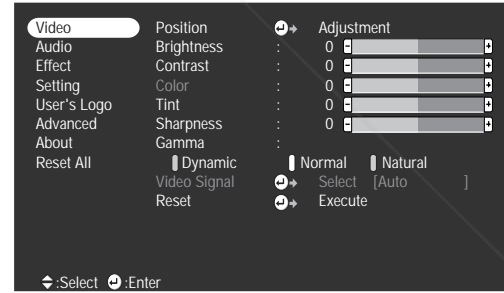 Video Position Adjustment
Audio Brightness : 0
Effect Contrast : 0
Setting Color : 0
User's Logo Tint : 0
Advanced Sharpness : 0
About Gamma :
Reset All Dynamic Normal Natural
Video Signal Select [Auto ]
Reset Execute
:Select :Enter